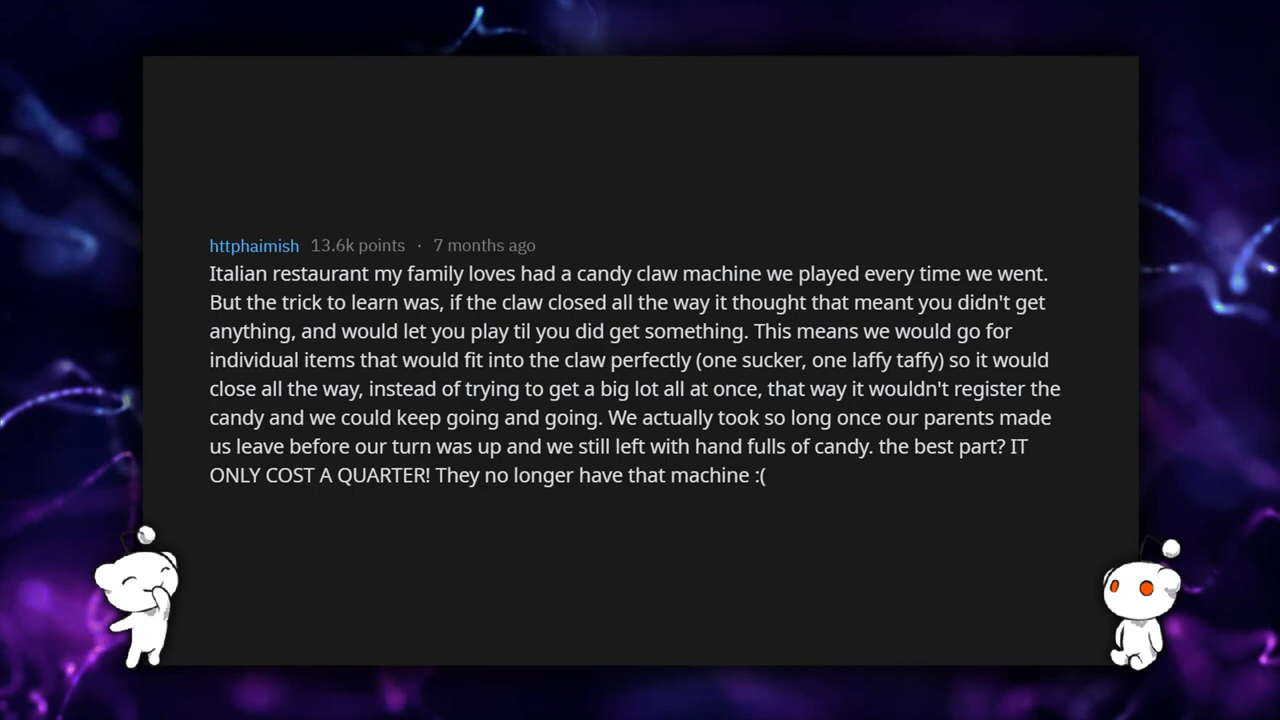 httphaimish 13.6k points · 7 months ago
Italian restaurant my family loves had a candy claw machine we played every time we went.
But the trick to learn was, if the claw closed all the way it thought that meant you didn't get
anything, and would let you play til you did get something. This means we would go for
individual items that would fit into the claw perfectly (one sucker, one laffy taffy) so it would
close all the way, instead of trying to get a big lot all at once, that way it wouldn't register the
candy and we could keep going and going. We actually took so long once our parents made
us leave before our turn was up and we still left with hand fulls of candy. the best part? IT
ONLY COST A QUARTER! They no longer have that machine :(